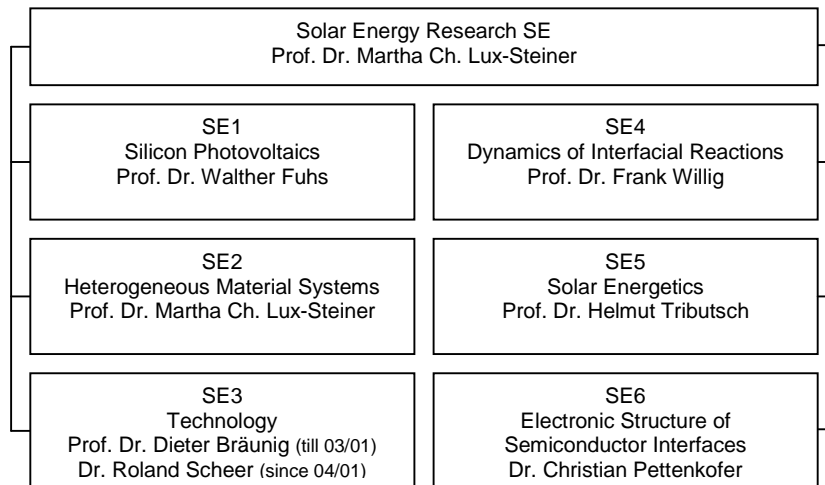 Solar Energy Research SE
Prof. Dr. Martha Ch. Lux-Steiner
SE1
Silicon Photovoltaics
Prof. Dr. Walther Fuhs
SE4
Dynamics of Interfacial Reactions
Prof. Dr. Frank Willig
SE2
Heterogeneous Material Systems
Prof. Dr. Martha Ch. Lux-Steiner
SE5
Solar Energetics
Prof. Dr. Helmut Tributsch
SE3
Technology
Prof. Dr. Dieter Bräunig (till 03/01)
Dr. Roland Scheer (since 04/01)
SE6
Electronic Structure of
Semiconductor Interfaces
Dr. Christian Pettenkofer